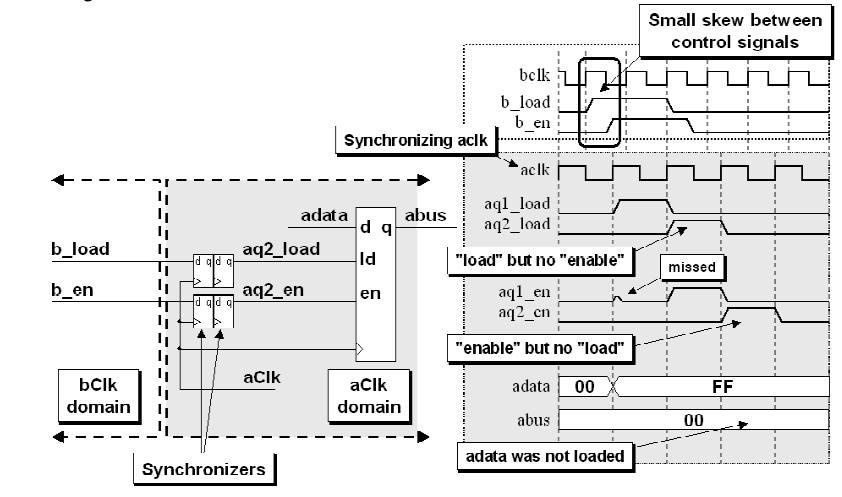 Small skew between
control signals
bclk
b_load
b_en
Synchronizing aclk
aclk
adata
d q
abus
aq1_load
aq2_load
b_load
aq2_load
ld
d q d q
"load" but no "enable"
missed
b_en
aq2_en
en
d q d q
aq1_en
aq2_en
"enable" but no "load"
aClk
bClk
domain
aClk
domain
adata
00
FF
abus
00
adata was not loaded
Synchronizers